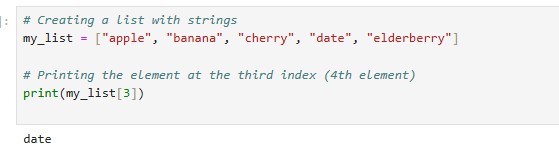 ]:
# Creating a list with strings
my_list = ["apple", "banana", "cherry", "date", "elderberry"]
# Printing the element at the third index (4th element)
print(my_list[3])
date